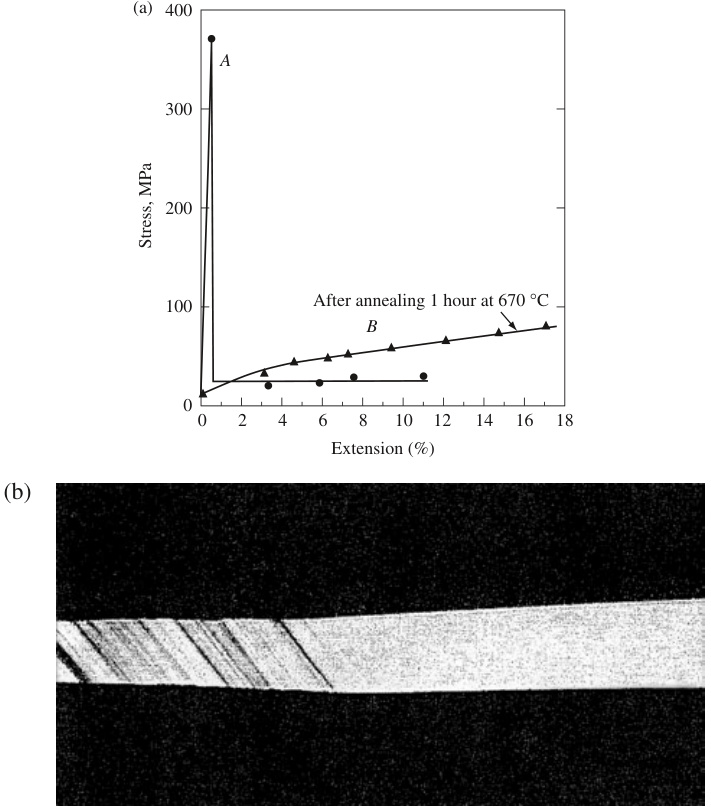 (a)
400
300
200
100
0
Stress, MPa
A
After annealing 1 hour at 670 °C
B
0 2 4 6 8 10 12 14 16 18
Extension (%)
(b)